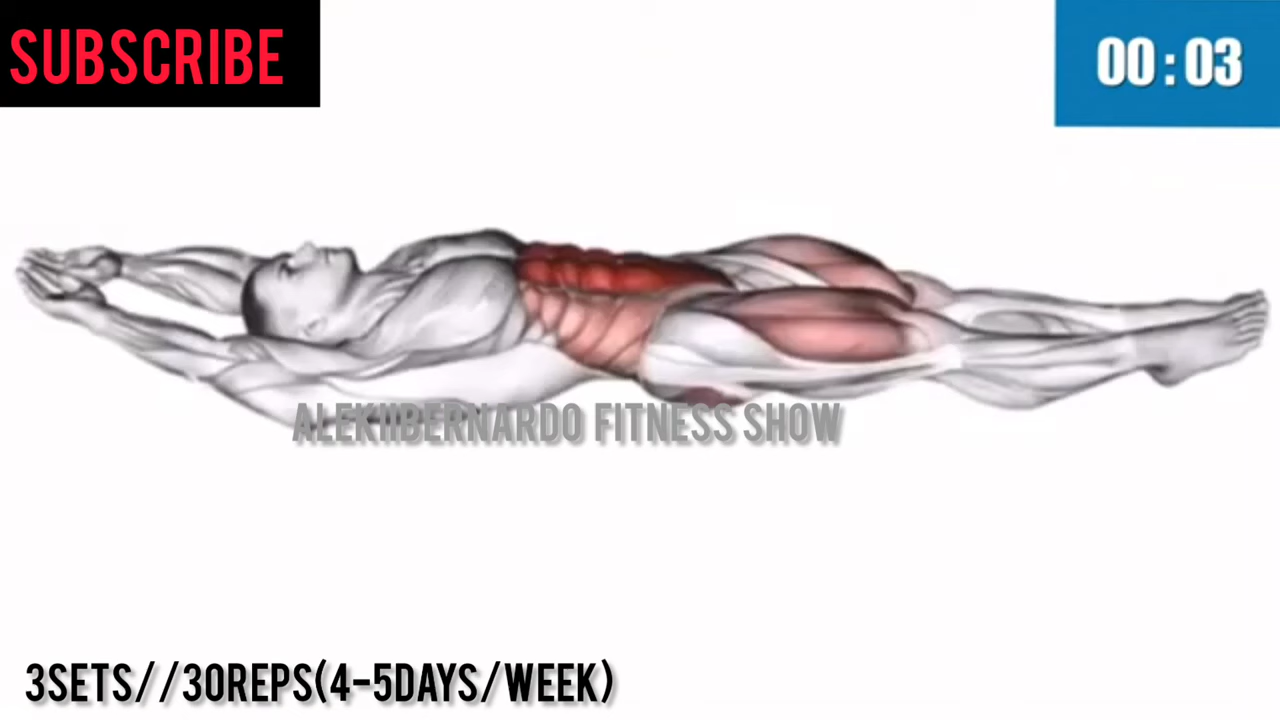 SUBSCRIBE
00:03
ALEKIIBERNARDO FITNESS SHOW
3SETS//30REPS(4-5DAYS/WEEK)